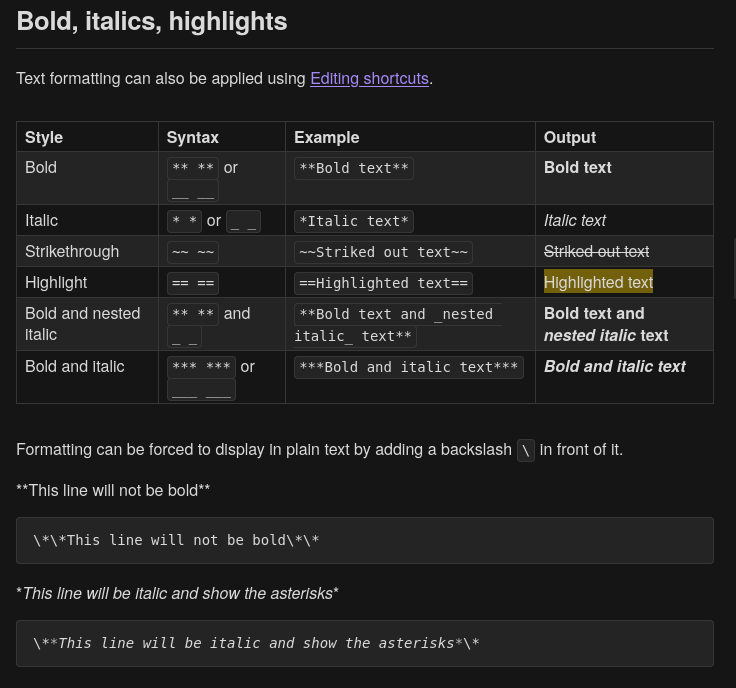 Bold, italics, highlights
Text formatting can also be applied using Editing shortcuts.
Style Syntax Example Output
Bold ** ** or __ __ **Bold text** Bold text
Italic * * or _ _ *Italic text* Italic text
Strikethrough ~~ ~~ ~~Striked out text~~ Striked out text
Highlight == == ==Highlighted text== Highlighted text
Bold and nested italic ** ** and _ _ **Bold text and _nested italic_ text** Bold text and nested italic text
Bold and italic *** *** or ___ ___ ***Bold and italic text*** Bold and italic text
Formatting can be forced to display in plain text by adding a backslash \ in front of it.
**This line will not be bold**
\*\*This line will not be bold\*\*
*This line will be italic and show the asterisks*
\**This line will be italic and show the asterisks*\*